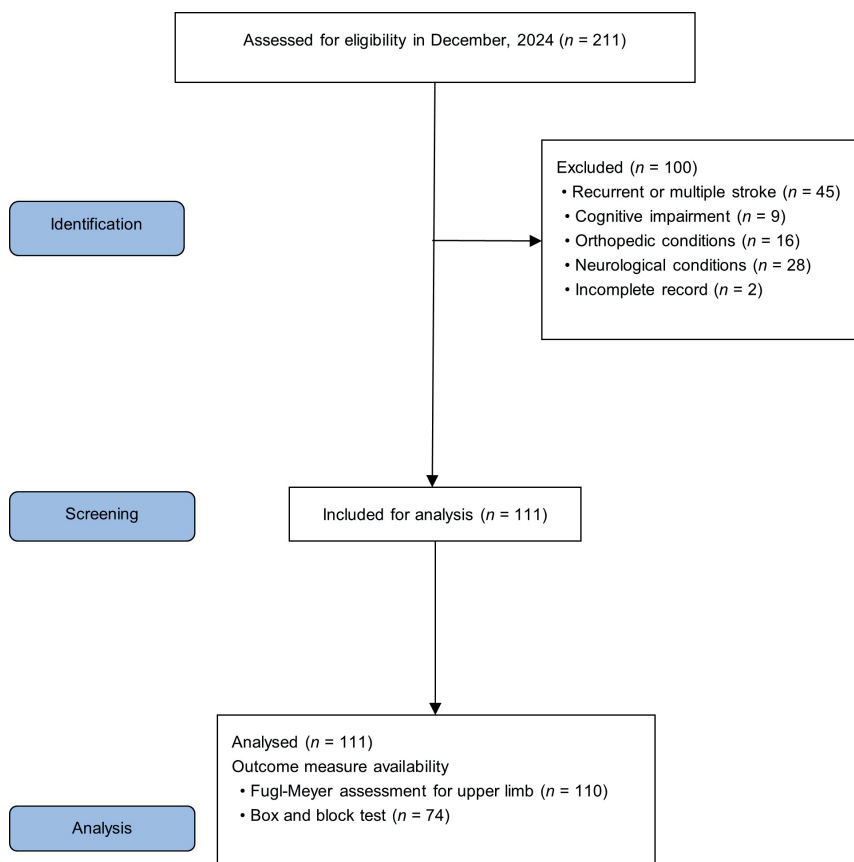 Assessed for eligibility in December, 2024 (n = 211)
Excluded (n = 100)
• Recurrent or multiple stroke (n = 45)
• Cognitive impairment (n = 9)
• Orthopedic conditions (n = 16)
• Neurological conditions (n = 28)
• Incomplete record (n = 2)
Identification
Screening
Included for analysis (n = 111)
Analysed (n = 111)
Outcome measure availability
• Fugl-Meyer assessment for upper limb (n = 110)
• Box and block test (n = 74)
Analysis